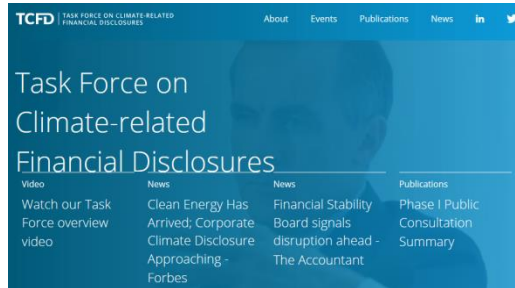 TCFD TASK FORCE ON CLIMATE-RELATED
FINANCIAL DISCLOSURES
About Events Publications News in
Task Force on
Climate-related
Financial Disclosures
Video
Watch our Task
Force overview
video
News
Clean Energy Has
Arrived; Corporate
Climate Disclosure
Approaching -
Forbes
News
Financial Stability
Board signals
disruption ahead -
The Accountant
Publications
Phase I Public
Consultation
Summary